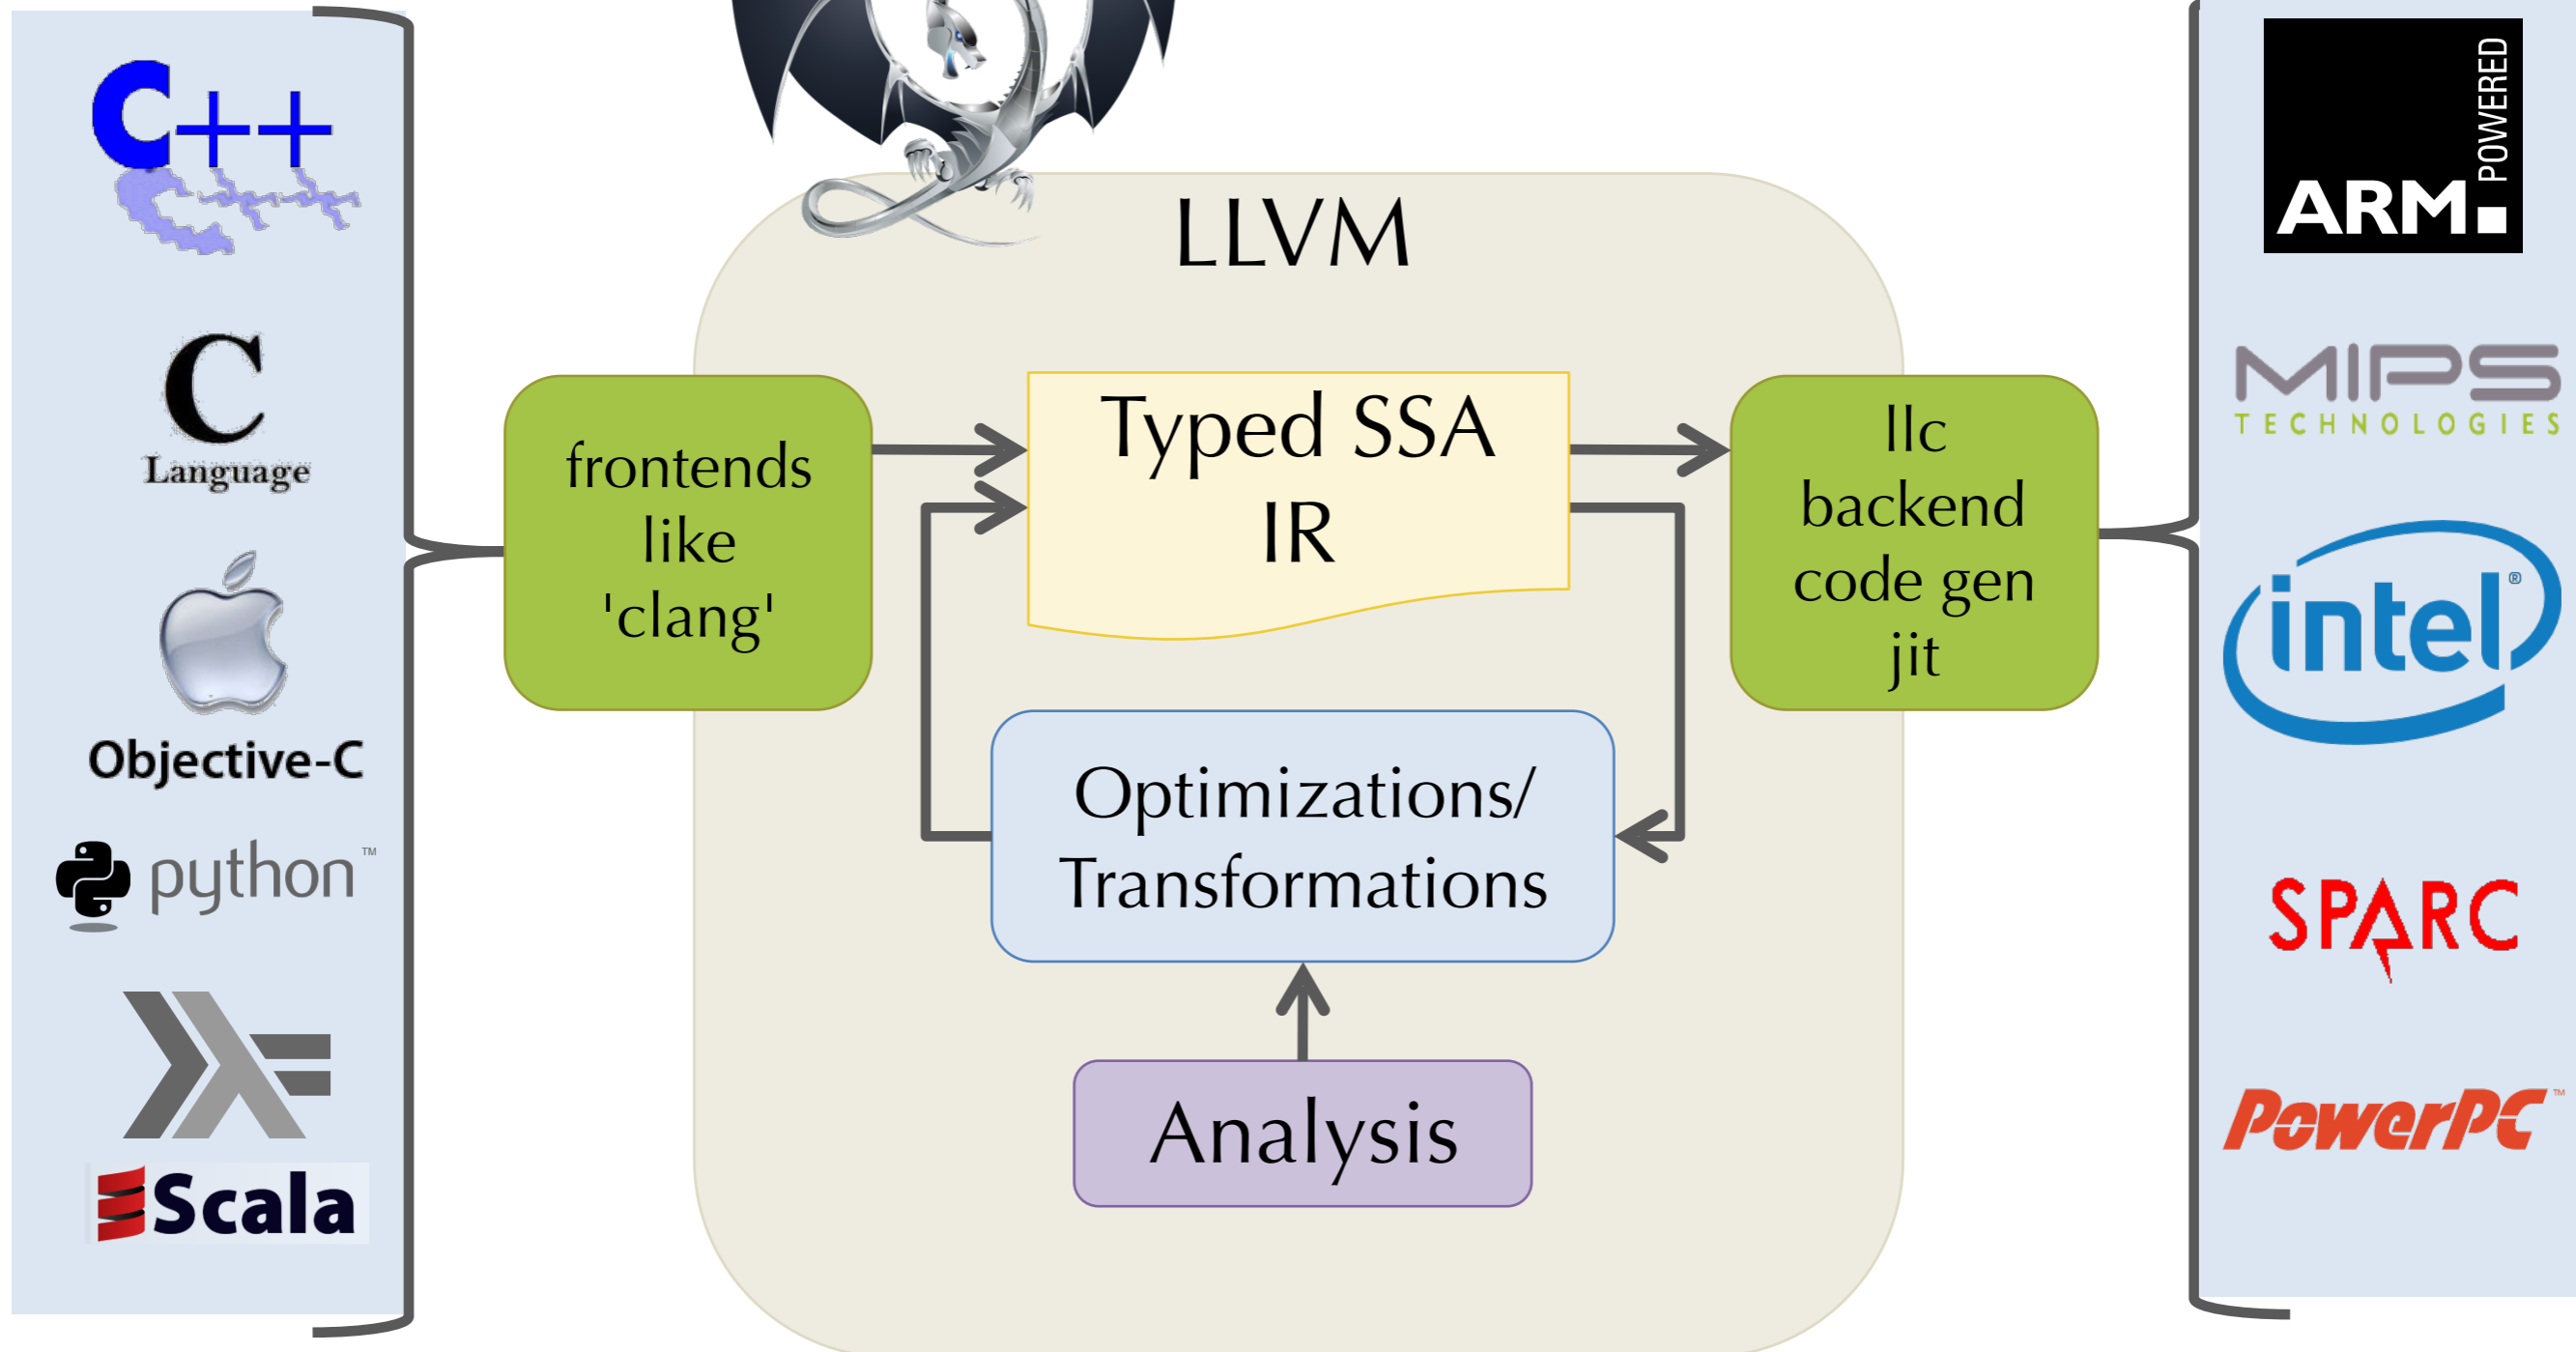 C++
C
Language
Objective-C
python™
Scala
LLVM
frontends
like
'clang'
Typed SSA
IR
Optimizations/
Transformations
Analysis
llc
backend
code gen
jit
ARM POWERED
MIPS
TECHNOLOGIES
intel®
SPARC
PowerPC™